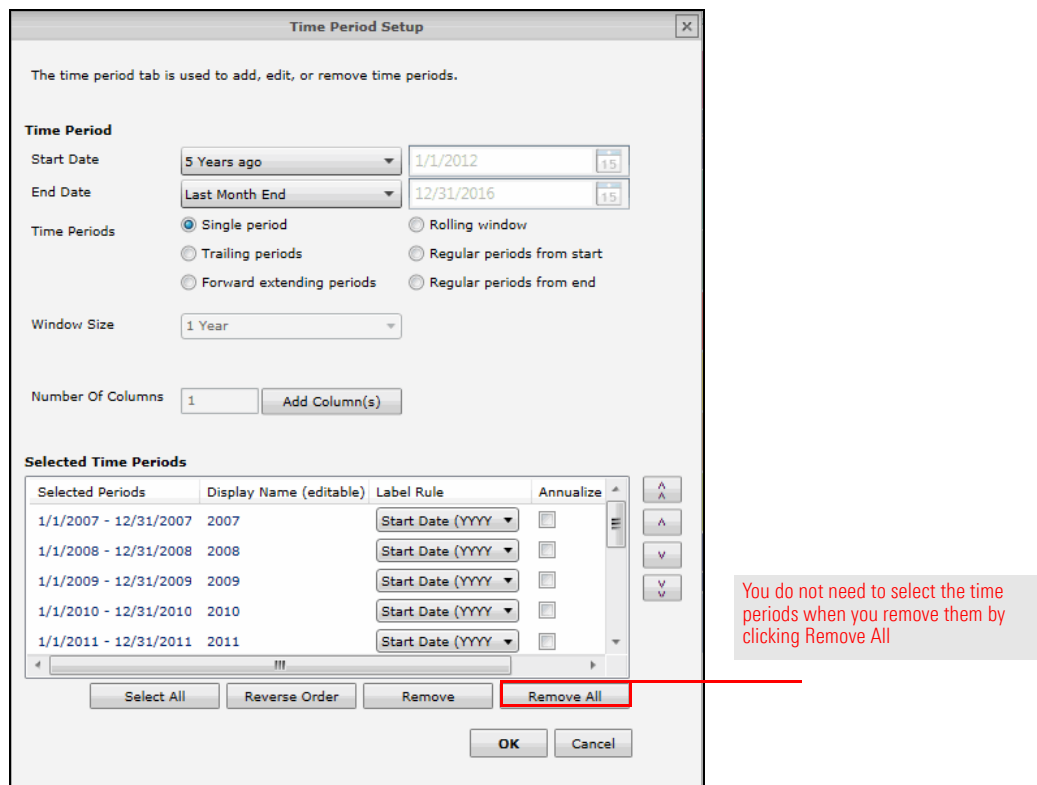 Time Period Setup
The time period tab is used to add, edit, or remove time periods.
Time Period
Start Date 5 Years ago 1/1/2012 15
End Date Last Month End 12/31/2016 15
Time Periods Single period Rolling window
Trailing periods Regular periods from start
Forward extending periods Regular periods from end
Window Size 1 Year
Number Of Columns 1 Add Column(s)
Selected Time Periods
Selected Periods Display Name (editable) Label Rule Annualize
1/1/2007 - 12/31/2007 2007 Start Date (YYYY
1/1/2008 - 12/31/2008 2008 Start Date (YYYY
1/1/2009 - 12/31/2009 2009 Start Date (YYYY
1/1/2010 - 12/31/2010 2010 Start Date (YYYY
1/1/2011 - 12/31/2011 2011 Start Date (YYYY
Select All Reverse Order Remove Remove All
OK Cancel
You do not need to select the time
periods when you remove them by
clicking Remove All